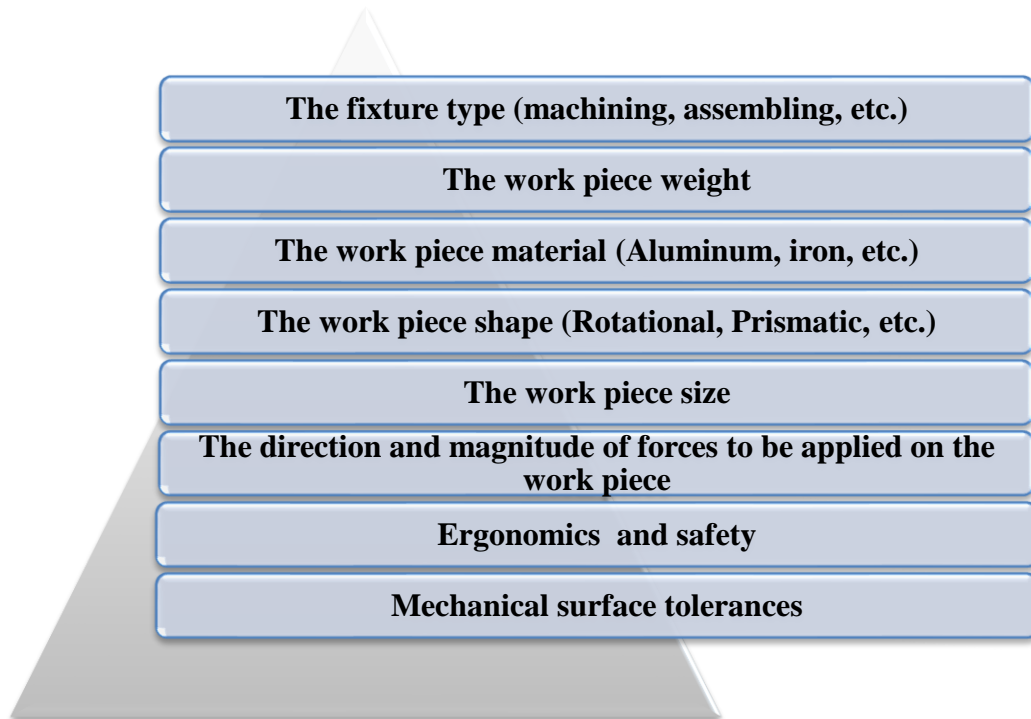 The fixture type (machining, assembling, etc.)
The work piece weight
The work piece material (Aluminum, iron, etc.)
The work piece shape (Rotational, Prismatic, etc.)
The work piece size
The direction and magnitude of forces to be applied on the
work piece
Ergonomics  and safety
Mechanical surface tolerances